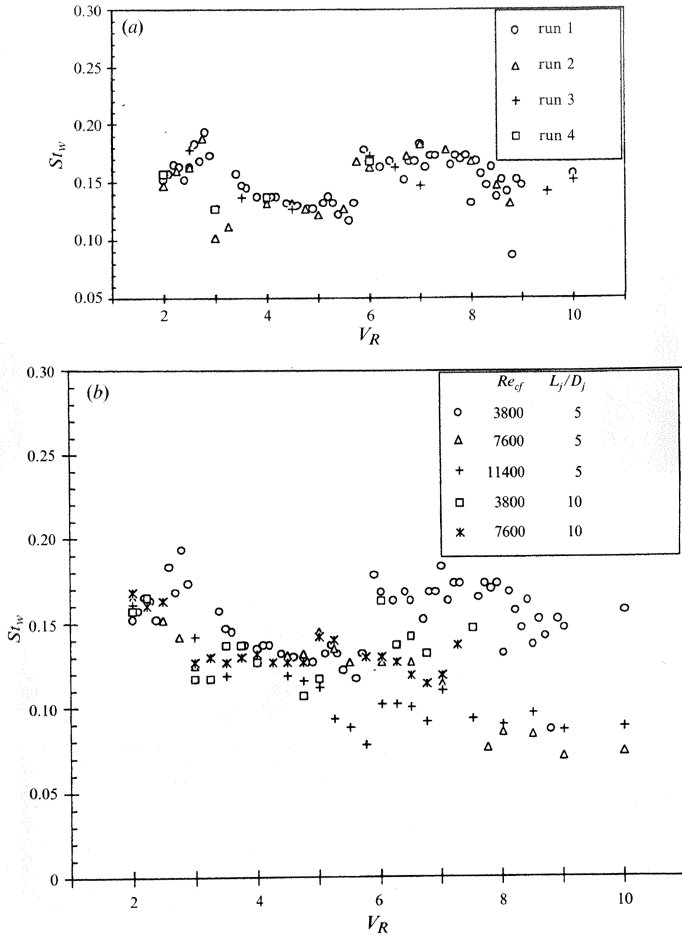 0.30
(a)
0.25
0.20
St_w
0.15
0.10
0.05
2
4
6
8
10
V_R
run 1
run 2
run 3
run 4
0.30
(b)
0.25
0.20
St_w
0.15
0.10
0.05
0
2
4
6
8
10
V_R
Re_cf L_j/D_j
3800 5
7600 5
11400 5
3800 10
7600 10